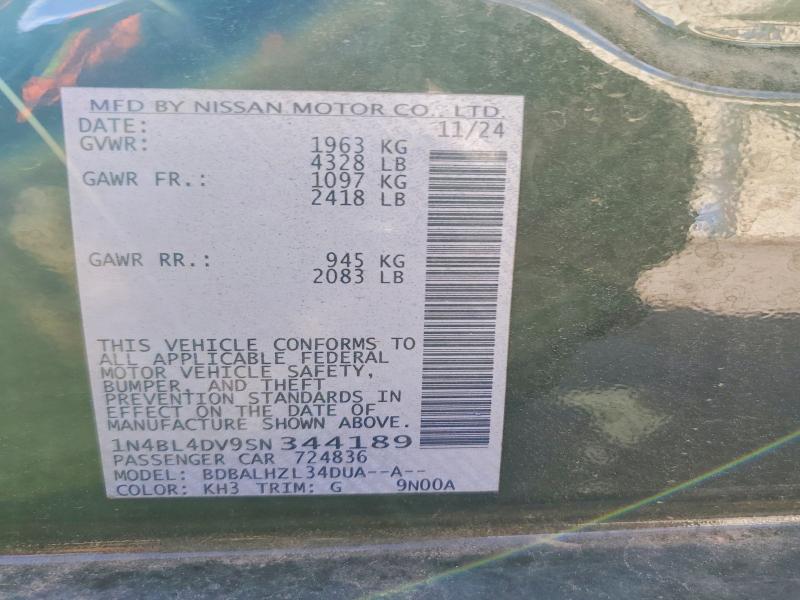 MFD BY NISSAN MOTOR CO., LTD.
DATE: 11/24
GVWR: 1963 KG
4328 LB
GAWR FR.: 1097 KG
2418 LB
GAWR RR.: 945 KG
2083 LB
THIS VEHICLE CONFORMS TO
ALL APPLICABLE FEDERAL
MOTOR VEHICLE SAFETY,
BUMPER, AND THEFT
PREVENTION STANDARDS IN
EFFECT ON THE DATE OF
MANUFACTURE SHOWN ABOVE.
1N4BL4DV9SN344189
PASSENGER CAR 724836
MODEL: BDBALHZL34DUA--A--
COLOR: KH3 TRIM: G 9N00A